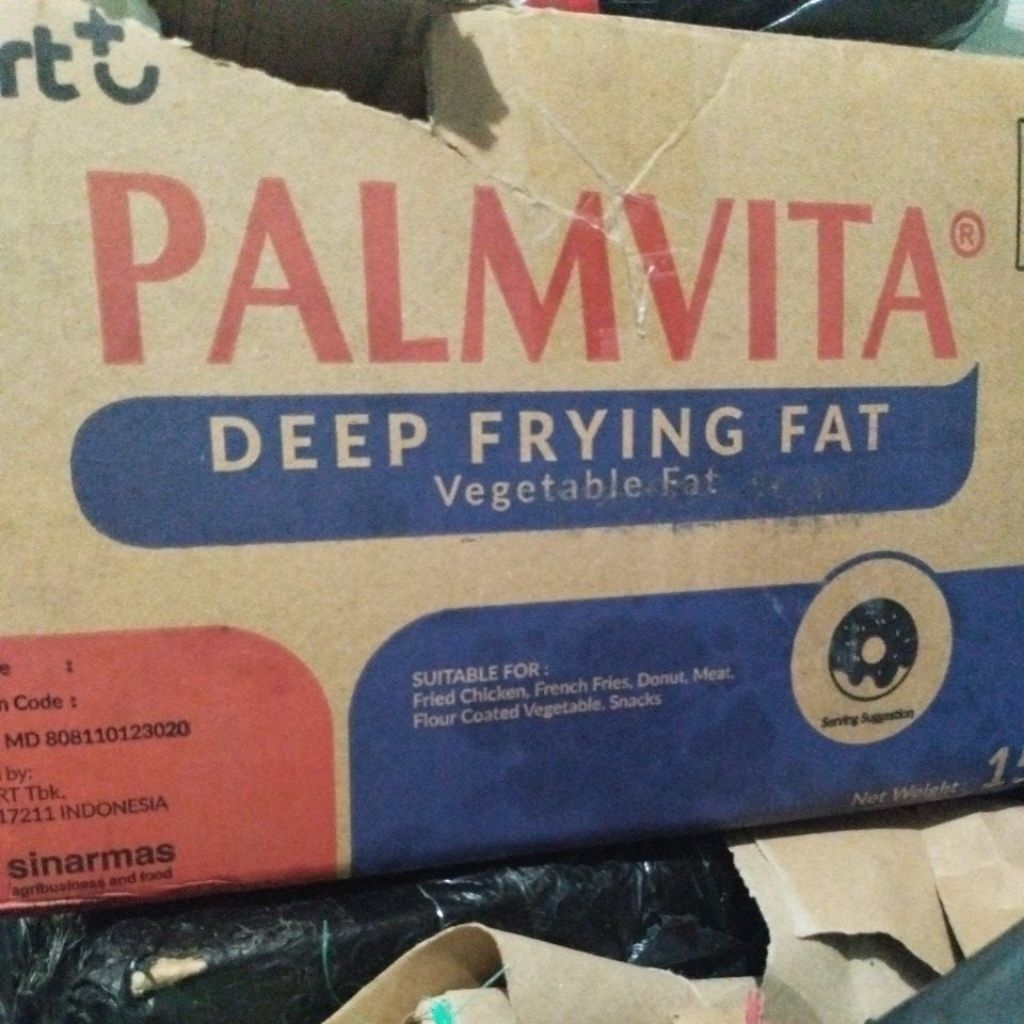 PALMVITA®
DEEP FRYING FAT
Vegetable Fat
SUITABLE FOR :
Fried Chicken, French Fries, Donut, Meat,
Flour Coated Vegetable, Snacks
Serving Suggestion
Net Weight :
Code :
MD 808110123020
by:
Tbk.
17211 INDONESIA
sinarmas
agribusiness and food